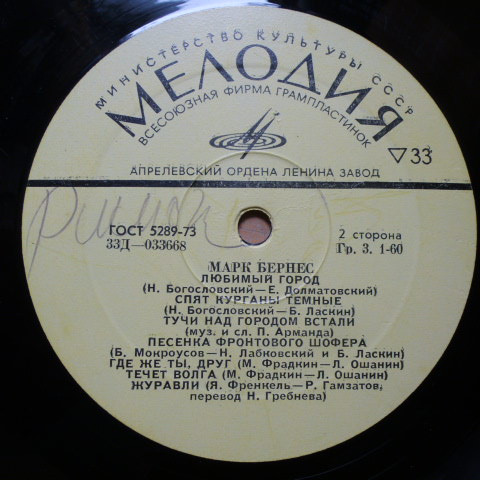 МИНИСТЕРСТВО КУЛЬТУРЫ СССР
МЕЛОДИЯ
ВСЕСОЮЗНАЯ ФИРМА ГРАМПЛАСТИНОК
▽33
АПРЕЛЕВСКИЙ ОРДЕНА ЛЕНИНА ЗАВОД
ГОСТ 5289-73
33Д—033668
2 сторона
Гр. 3. 1-60
МАРК БЕРНЕС
ЛЮБИМЫЙ ГОРОД
(Н. Богословский—Е. Долматовский)
СПЯТ КУРГАНЫ ТЕМНЫЕ
(Н. Богословский—Б. Ласкин)
ТУЧИ НАД ГОРОДОМ ВСТАЛИ
(муз. и сл. П. Арманда)
ПЕСЕНКА ФРОНТОВОГО ШОФЕРА
(Б. Мокроусов—Н. Лабковский и Б. Ласкин)
ГДЕ ЖЕ ТЫ, ДРУГ (М. Фрадкин—Л. Ошанин)
ТЕЧЕТ ВОЛГА (М. Фрадкин—Л. Ошанин)
ЖУРАВЛИ (Я. Френкель—Р. Гамзатов,
перевод Н. Гребнева)